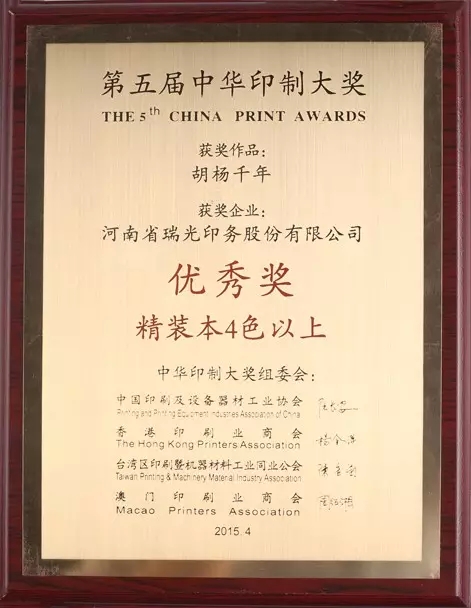 第五届中华印制大奖
THE 5th CHINA PRINT AWARDS
获奖作品：
胡杨千年
获奖企业：
河南省瑞光印务股份有限公司
优秀奖
精装本4色以上
中华印制大奖组委会：
中国印刷及设备器材工业协会
Printing and Printing Equipment Industries Association of China
香港印刷业商会
The Hong Kong Printers Association
台湾区印刷暨机器材料工业同业公会
Taiwan Printing & Machinery Material Industry Association
澳门印刷业商会
Macao Printers Association
2015.4